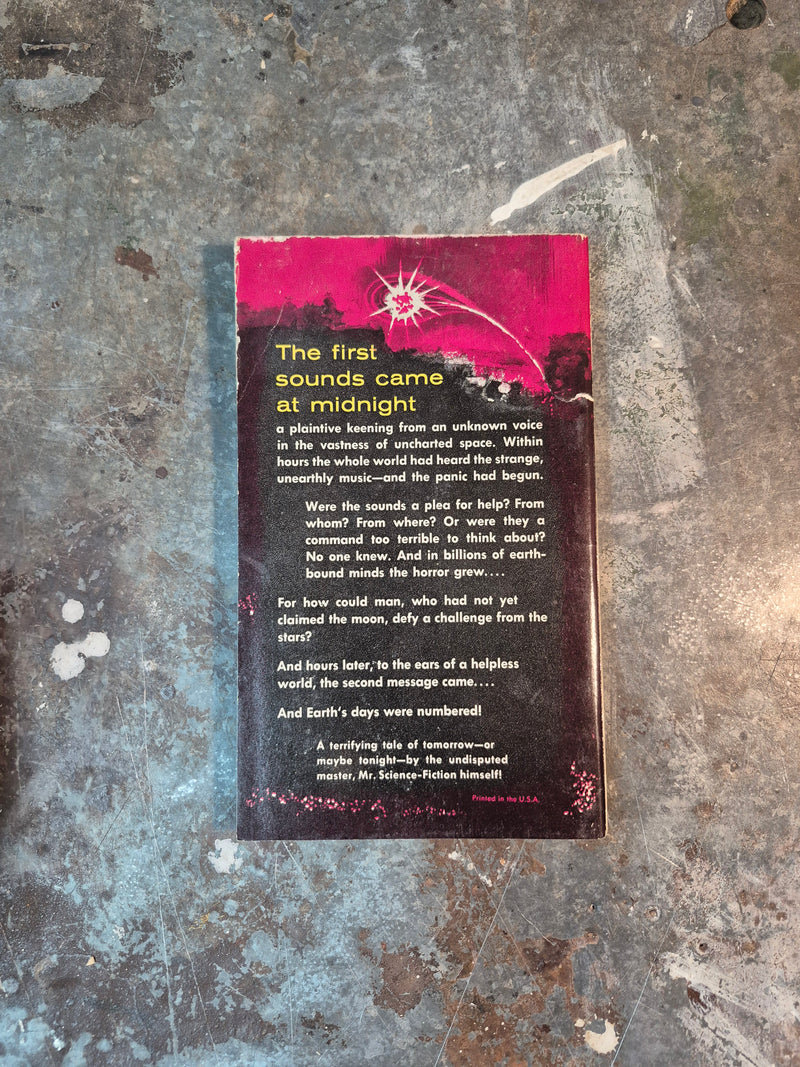 The first
sounds came
at midnight
a plaintive keening from an unknown voice
in the vastness of uncharted space. Within
hours the whole world had heard the strange,
unearthly music—and the panic had begun.
Were the sounds a plea for help? From
whom? From where? Or were they a
command too terrible to think about?
No one knew. And in billions of earth-
bound minds the horror grew....
For how could man, who had not yet
claimed the moon, defy a challenge from the
stars?
And hours later, to the ears of a helpless
world, the second message came....
And Earth's days were numbered!
A terrifying tale of tomorrow—or
maybe tonight—by the undisputed
master, Mr. Science-Fiction himself!
Printed in the U.S.A.